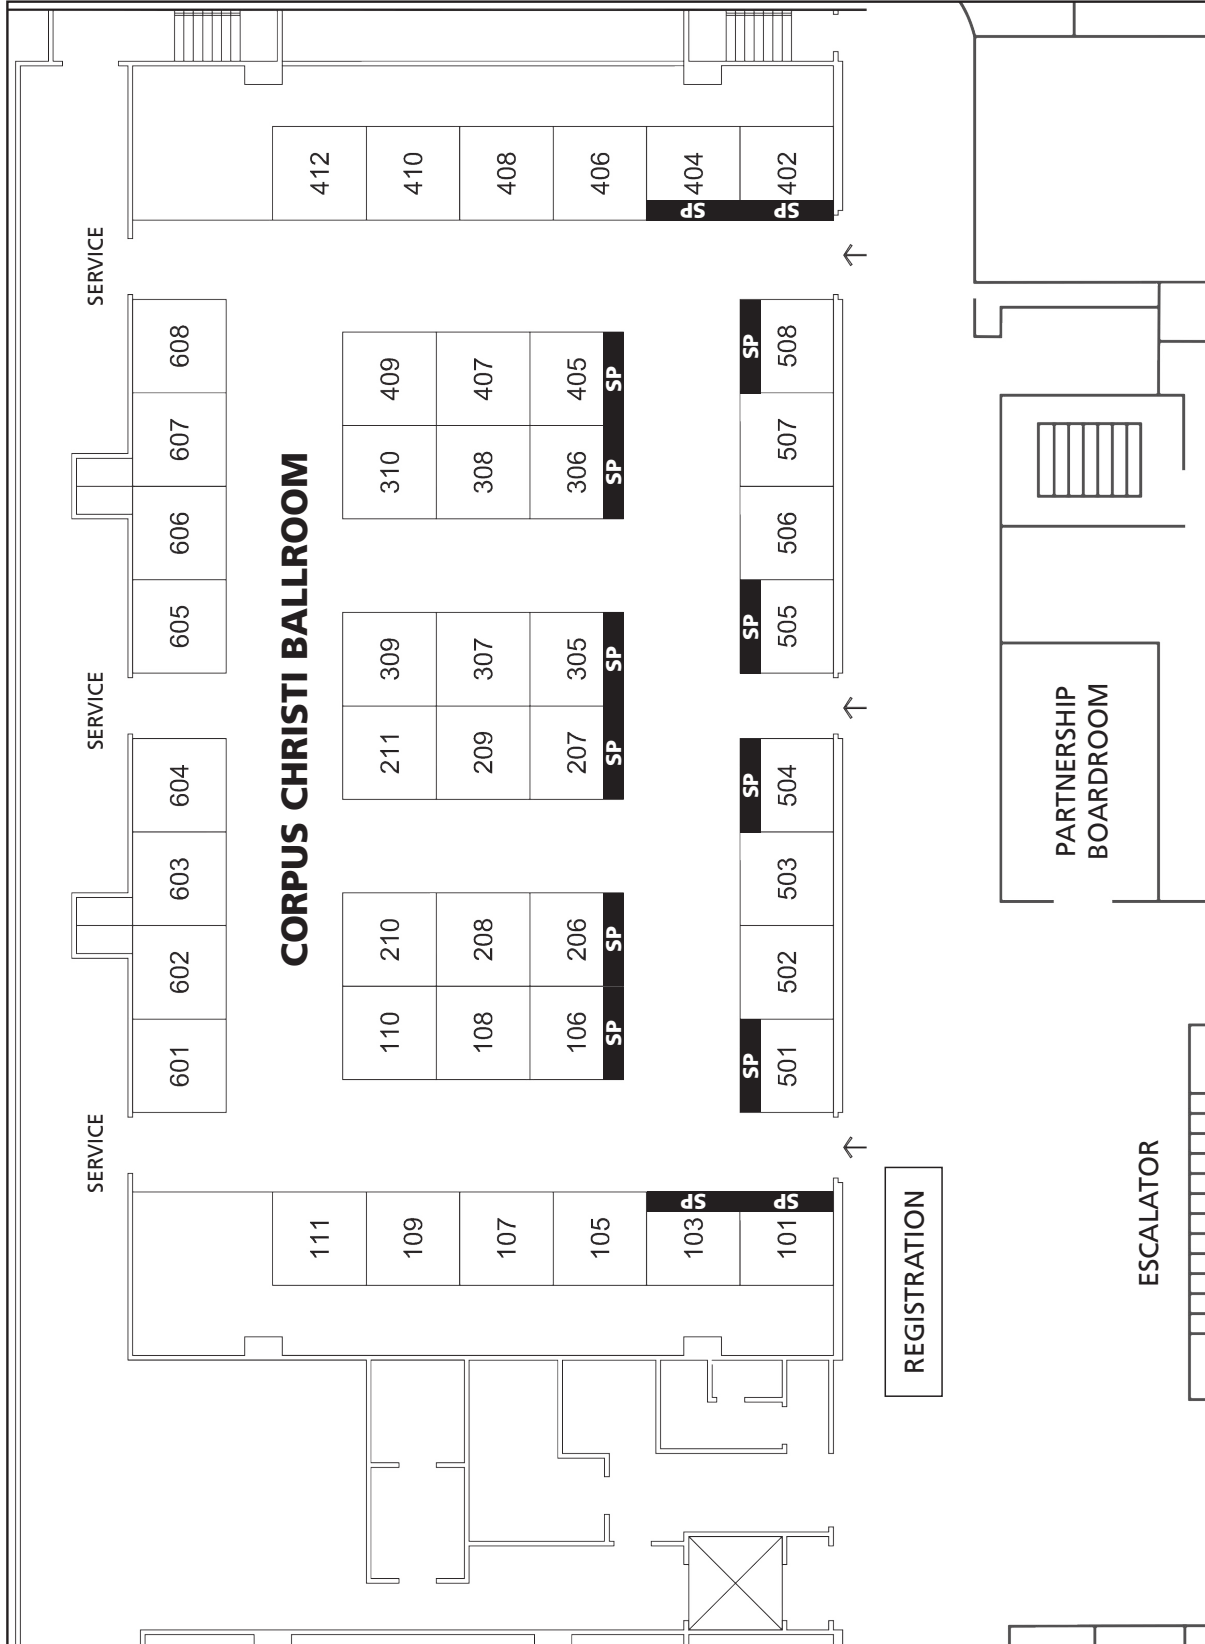 SERVICE SERVICE SERVICE
601 602 603 604 605 606 607 608
CORPUS CHRISTI BALLROOM
111 412
110 210 211 309 310 409
109 410
108 208 209 307 308 407
107 408
106 206 207 305 306 405
105 406
SP SP SP SP SP SP
103 SP SP 404
SP SP SP SP
101 SP 501 502 503 504 505 506 507 508 SP 402
REGISTRATION
PARTNERSHIP
BOARDROOM
ESCALATOR